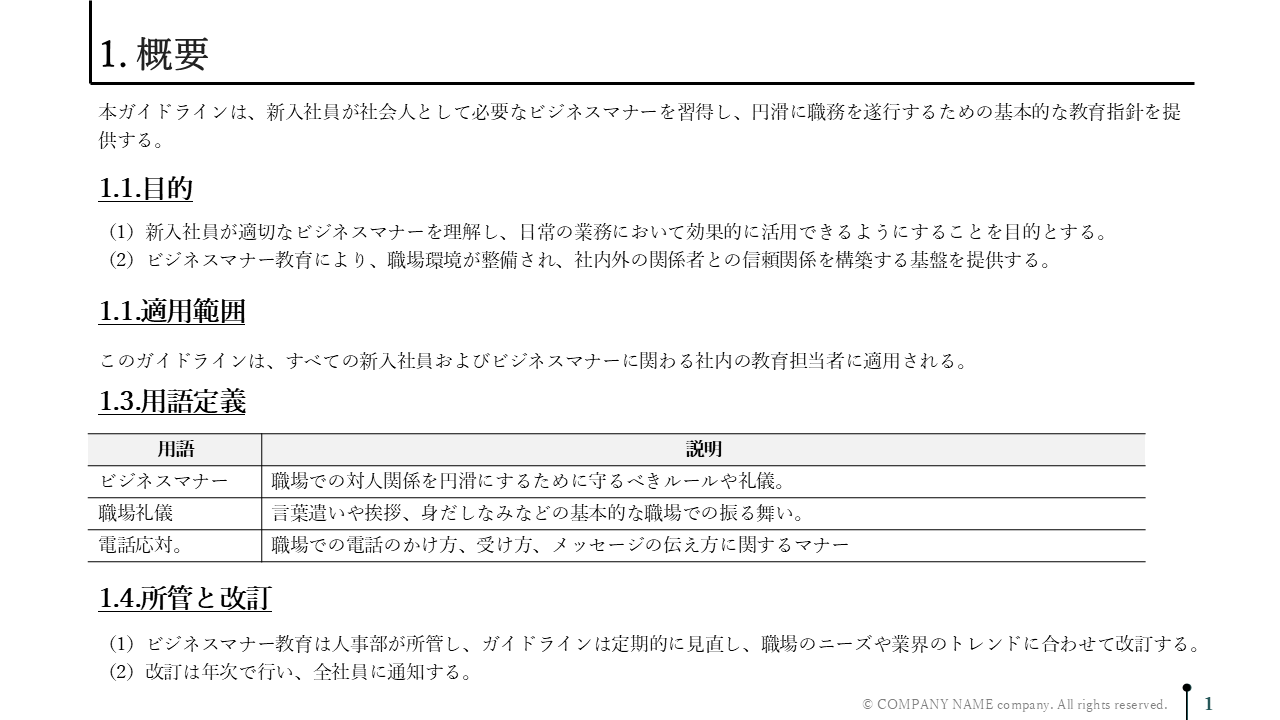 1. 概要
本ガイドラインは、新入社員が社会人として必要なビジネスマナーを習得し、円滑に職務を遂行するための基本的な教育指針を提
供する。
1.1.目的
（1）新入社員が適切なビジネスマナーを理解し、日常の業務において効果的に活用できるようにすることを目的とする。
（2）ビジネスマナー教育により、職場環境が整備され、社内外の関係者との信頼関係を構築する基盤を提供する。
1.1.適用範囲
このガイドラインは、すべての新入社員およびビジネスマナーに関わる社内の教育担当者に適用される。
1.3.用語定義
用語 説明
ビジネスマナー 職場での対人関係を円滑にするために守るべきルールや礼儀。
職場礼儀 言葉遣いや挨拶、身だしなみなどの基本的な職場での振る舞い。
電話応対。 職場での電話のかけ方、受け方、メッセージの伝え方に関するマナー
1.4.所管と改訂
（1）ビジネスマナー教育は人事部が所管し、ガイドラインは定期的に見直し、職場のニーズや業界のトレンドに合わせて改訂する。
（2）改訂は年次で行い、全社員に通知する。
© COMPANY NAME company. All rights reserved. 1